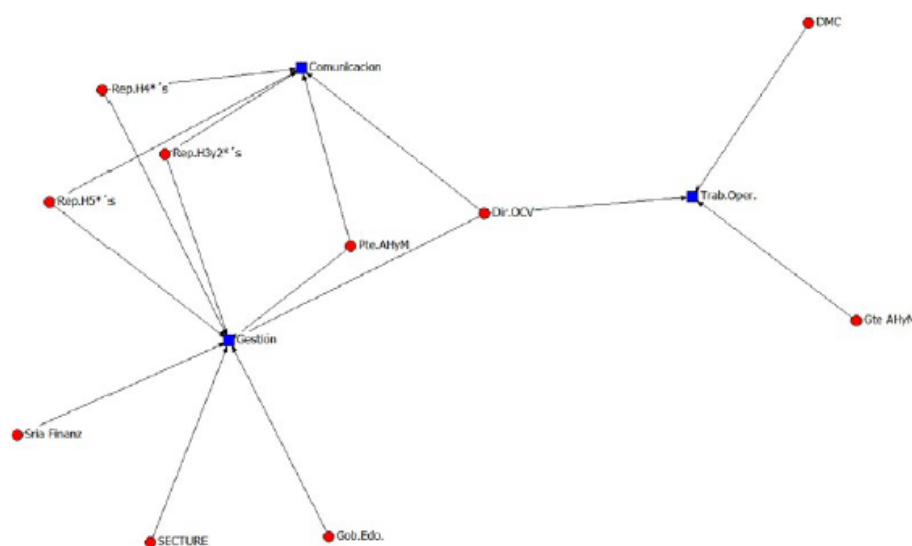 DMC
Comunicacion
Rep.H4*´s
Rep.H3y2*´s
Rep.H5*´s
Trab.Oper.
Dir.OCV
Pte.AHyM
Gte AHyM
Gestión
Sria Finanz
Gob.Edo.
SECTURE